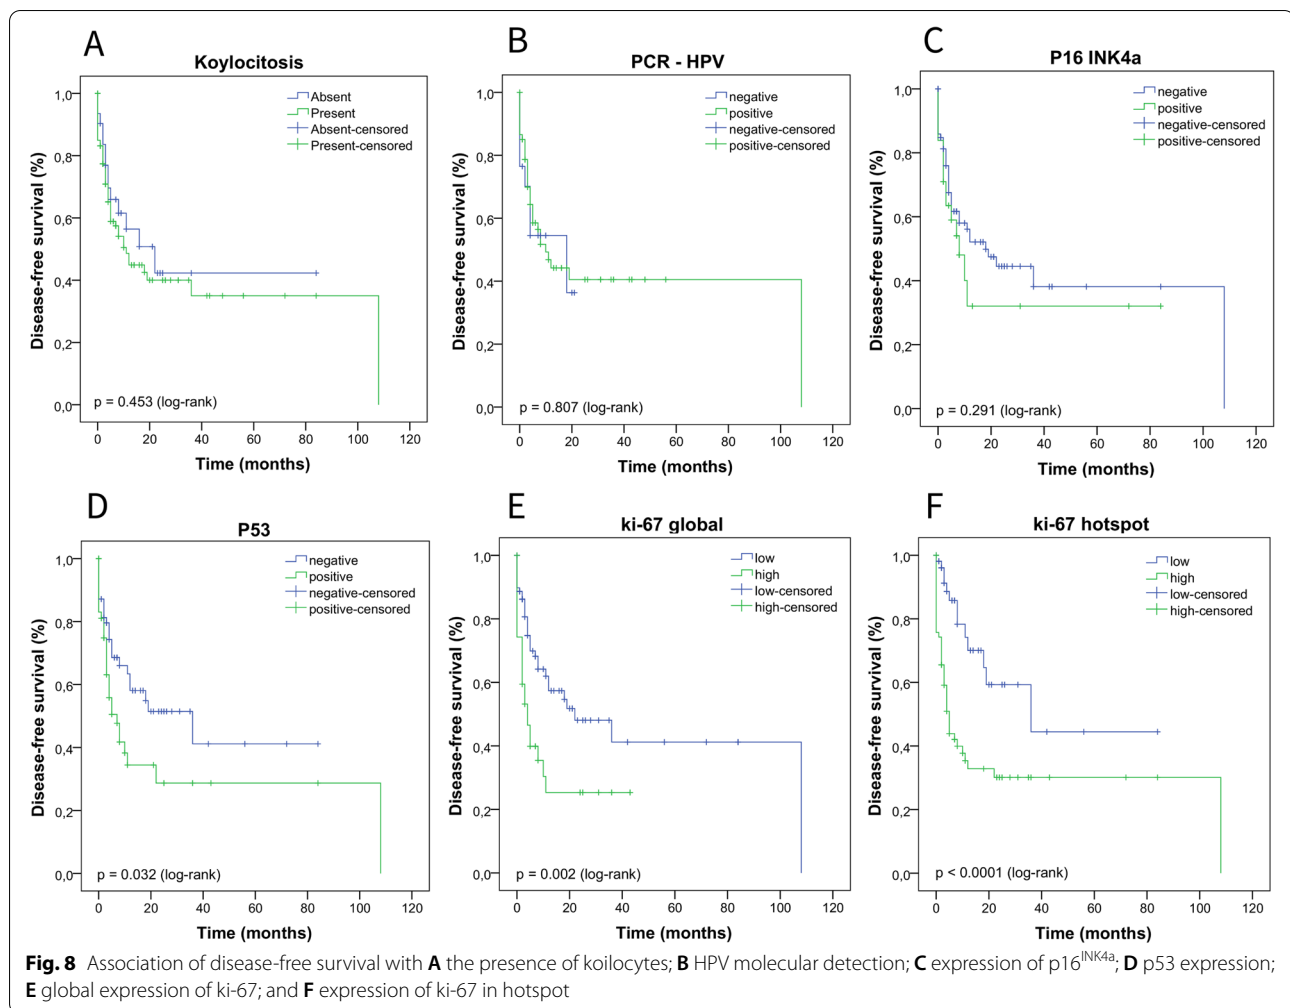 A
Koylocitosis
Absent
Present
Absent-censored
Present-censored
Disease-free survival (%)
1,0
0,8
0,6
0,4
0,2
0,0
p = 0.453 (log-rank)
0 20 40 60 80 100 120
Time (months)
B
PCR - HPV
negative
positive
negative-censored
positive-censored
Disease-free survival (%)
1,0
0,8
0,6
0,4
0,2
0,0
p = 0.807 (log-rank)
0 20 40 60 80 100 120
Time (months)
C
P16 INK4a
negative
positive
negative-censored
positive-censored
Disease-free survival (%)
1,0
0,8
0,6
0,4
0,2
0,0
p = 0.291 (log-rank)
0 20 40 60 80 100 120
Time (months)
D
P53
negative
positive
negative-censored
positive-censored
Disease-free survival (%)
1,0
0,8
0,6
0,4
0,2
0,0
p = 0.032 (log-rank)
0 20 40 60 80 100 120
Time (months)
E
ki-67 global
low
high
low-censored
high-censored
Disease-free survival (%)
1,0
0,8
0,6
0,4
0,2
0,0
p = 0.002 (log-rank)
0 20 40 60 80 100 120
Time (months)
F
ki-67 hotspot
low
high
low-censored
high-censored
Disease-free survival (%)
1,0
0,8
0,6
0,4
0,2
0,0
p < 0.0001 (log-rank)
0 20 40 60 80 100 120
Time (months)
Fig. 8 Association of disease-free survival with A the presence of koilocytes; B HPV molecular detection; C expression of p16INK4a; D p53 expression;
E global expression of ki-67; and F expression of ki-67 in hotspot